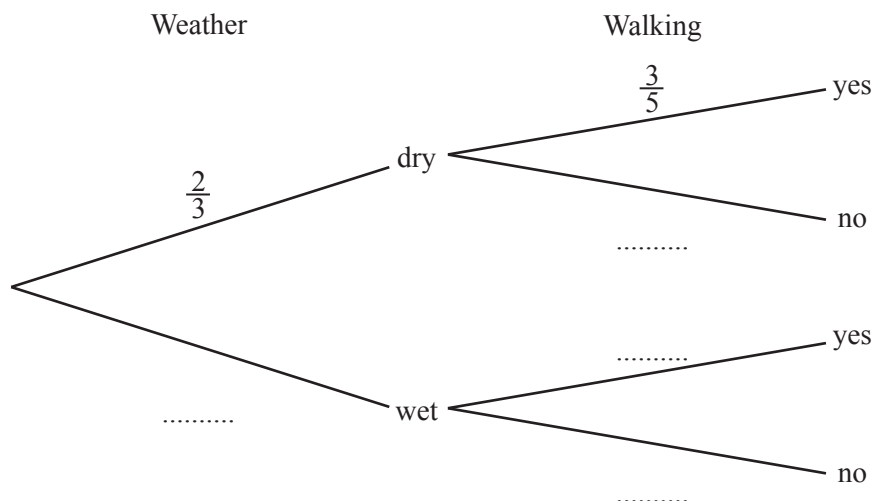 Weather Walking
3/5
yes
dry
2/3
no
..........
yes
..........
wet
..........
no
..........